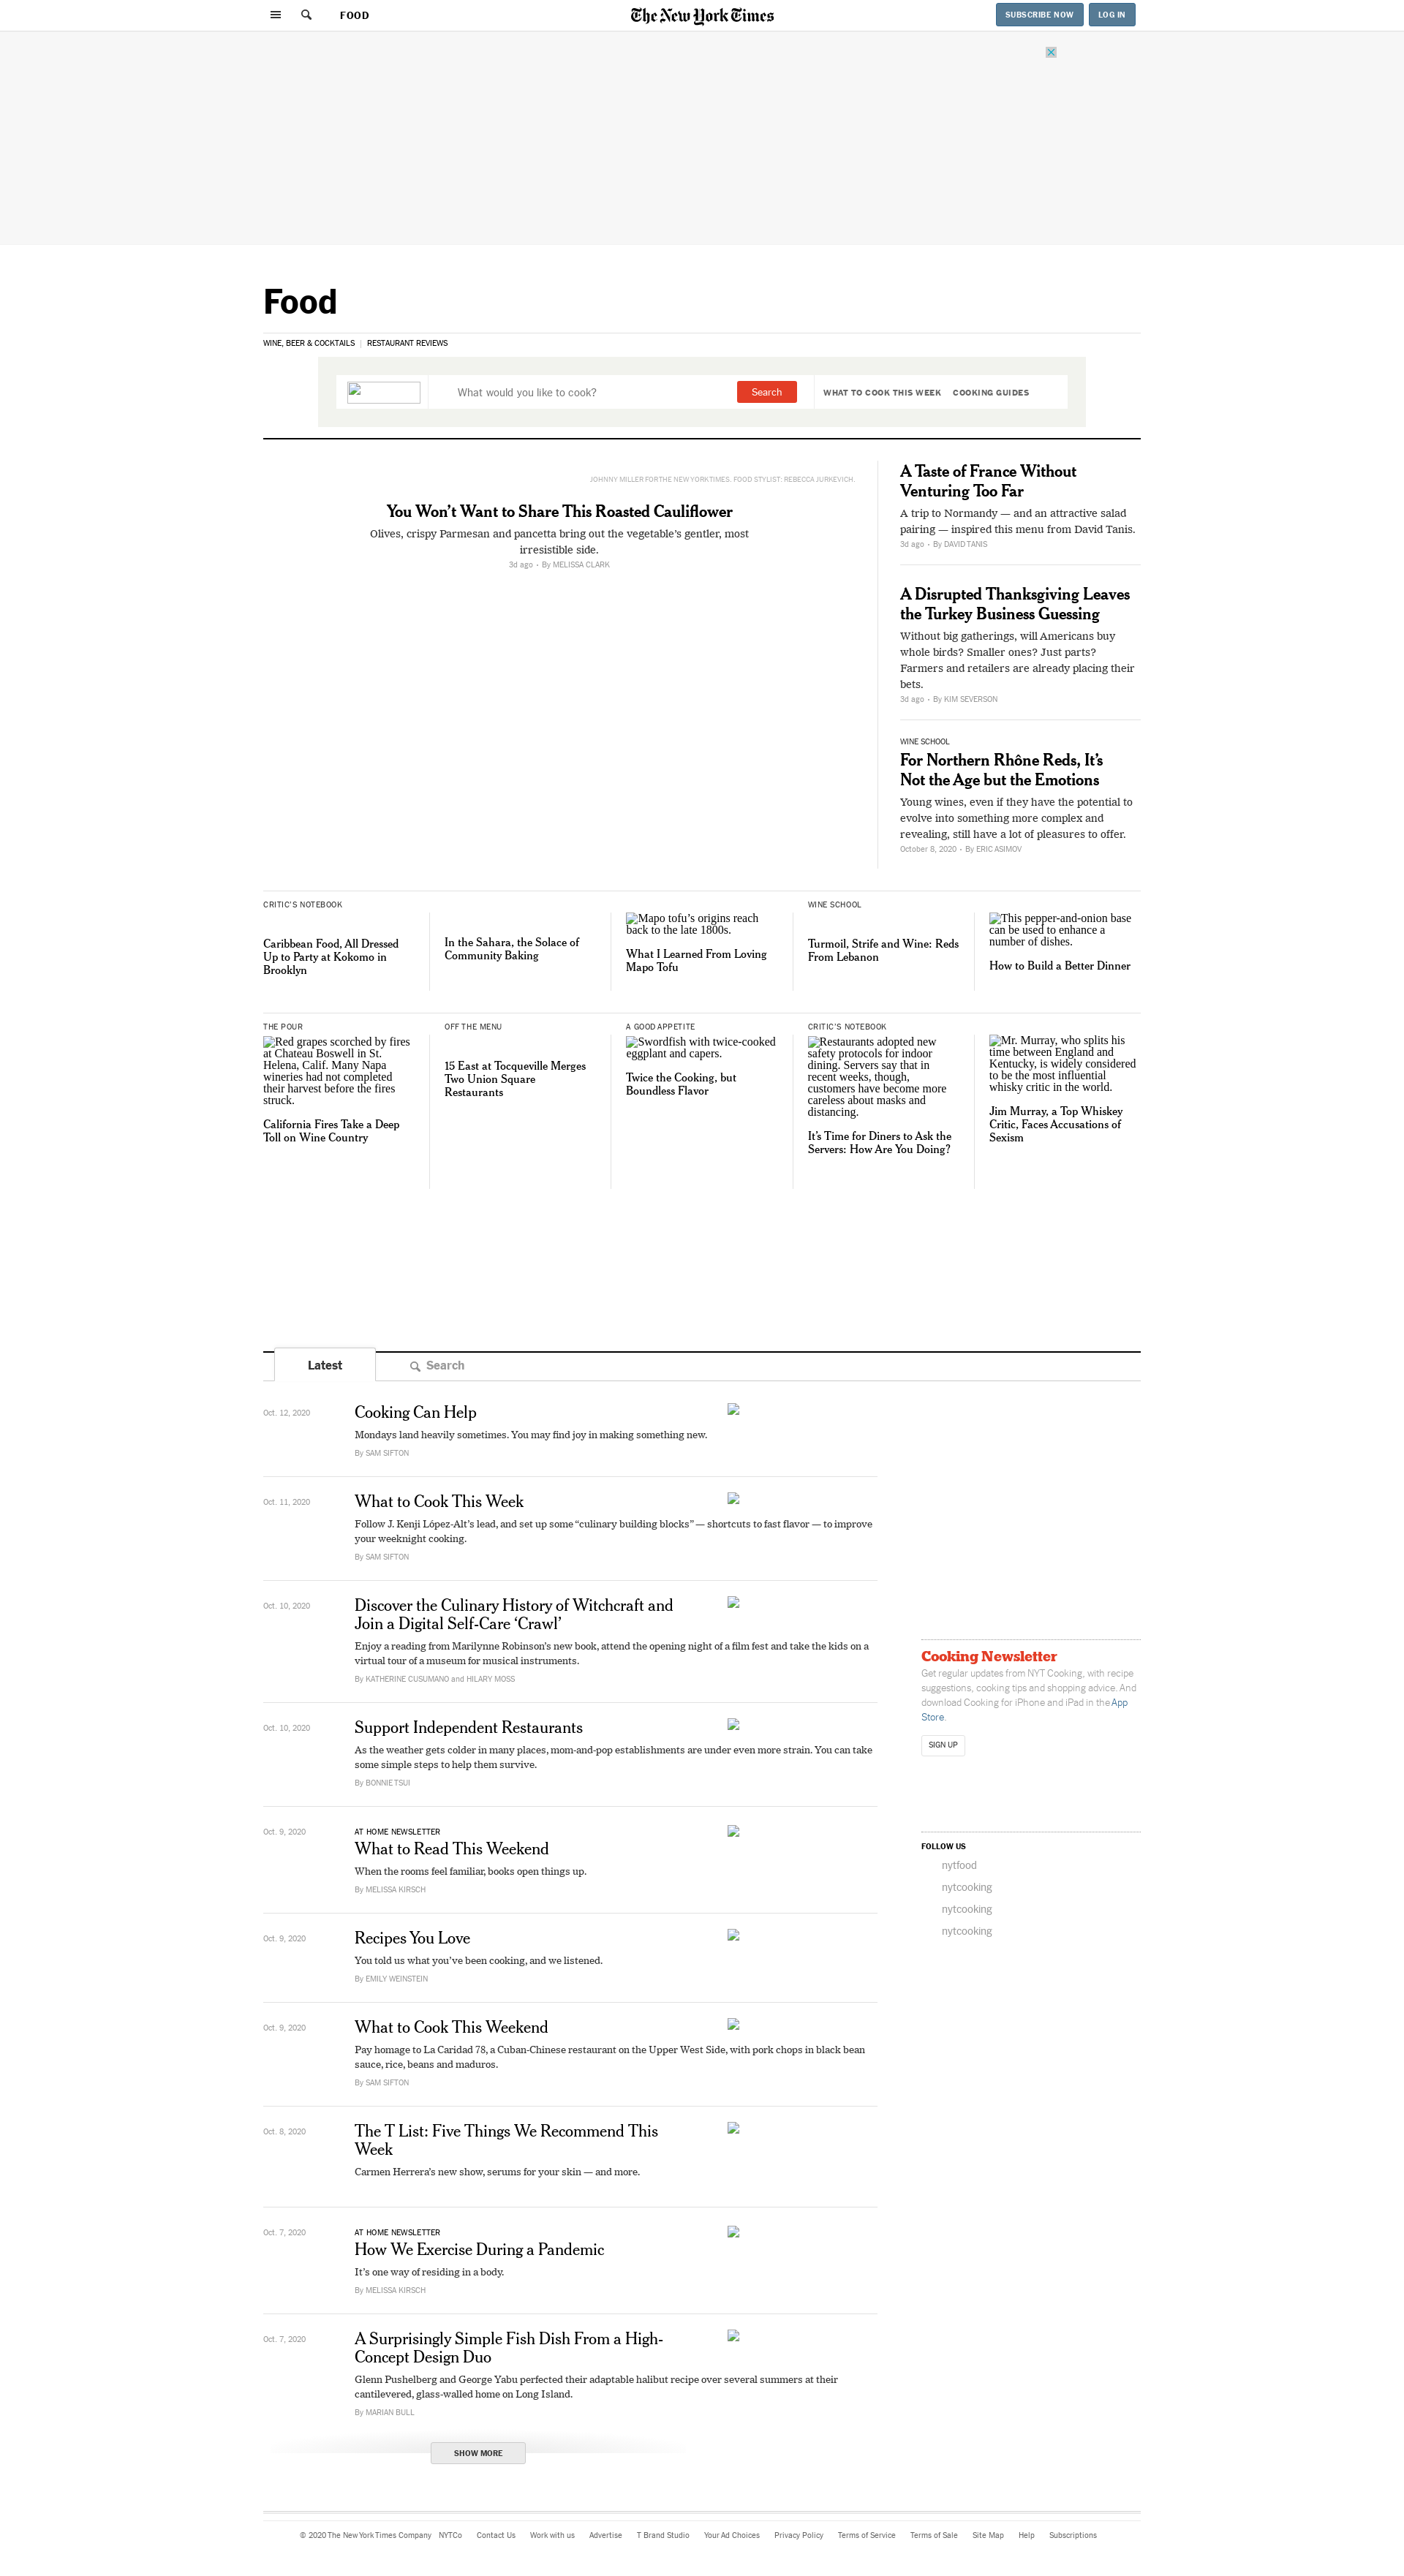 FOOD
The New York Times
SUBSCRIBE NOW
LOG IN
Food
WINE, BEER & COCKTAILS | RESTAURANT REVIEWS
What would you like to cook?
Search
WHAT TO COOK THIS WEEK
COOKING GUIDES
JOHNNY MILLER FOR THE NEW YORK TIMES. FOOD STYLIST: REBECCA JURKEVICH.
You Won’t Want to Share This Roasted Cauliflower
Olives, crispy Parmesan and pancetta bring out the vegetable’s gentler, most
irresistible side.
3d ago • By MELISSA CLARK
A Taste of France Without
Venturing Too Far
A trip to Normandy — and an attractive salad
pairing — inspired this menu from David Tanis.
3d ago • By DAVID TANIS
A Disrupted Thanksgiving Leaves
the Turkey Business Guessing
Without big gatherings, will Americans buy
whole birds? Smaller ones? Just parts?
Farmers and retailers are already placing their
bets.
3d ago • By KIM SEVERSON
WINE SCHOOL
For Northern Rhône Reds, It’s
Not the Age but the Emotions
Young wines, even if they have the potential to
evolve into something more complex and
revealing, still have a lot of pleasures to offer.
October 8, 2020 • By ERIC ASIMOV
CRITIC’S NOTEBOOK
Caribbean Food, All Dressed
Up to Party at Kokomo in
Brooklyn
In the Sahara, the Solace of
Community Baking
Mapo tofu’s origins reach
back to the late 1800s.
What I Learned From Loving
Mapo Tofu
WINE SCHOOL
Turmoil, Strife and Wine: Reds
From Lebanon
This pepper-and-onion base
can be used to enhance a
number of dishes.
How to Build a Better Dinner
THE POUR
Red grapes scorched by fires
at Chateau Boswell in St.
Helena, Calif. Many Napa
wineries had not completed
their harvest before the fires
struck.
California Fires Take a Deep
Toll on Wine Country
OFF THE MENU
15 East at Tocqueville Merges
Two Union Square
Restaurants
A GOOD APPETITE
Swordfish with twice-cooked
eggplant and capers.
Twice the Cooking, but
Boundless Flavor
CRITIC’S NOTEBOOK
Restaurants adopted new
safety protocols for indoor
dining. Servers say that in
recent weeks, though,
customers have become more
careless about masks and
distancing.
It’s Time for Diners to Ask the
Servers: How Are You Doing?
Mr. Murray, who splits his
time between England and
Kentucky, is widely considered
to be the most influential
whisky critic in the world.
Jim Murray, a Top Whiskey
Critic, Faces Accusations of
Sexism
Latest
Search
Oct. 12, 2020
Cooking Can Help
Mondays land heavily sometimes. You may find joy in making something new.
By SAM SIFTON
Oct. 11, 2020
What to Cook This Week
Follow J. Kenji López-Alt’s lead, and set up some “culinary building blocks” — shortcuts to fast flavor — to improve
your weeknight cooking.
By SAM SIFTON
Oct. 10, 2020
Discover the Culinary History of Witchcraft and
Join a Digital Self-Care ‘Crawl’
Enjoy a reading from Marilynne Robinson’s new book, attend the opening night of a film fest and take the kids on a
virtual tour of a museum for musical instruments.
By KATHERINE CUSUMANO and HILARY MOSS
Oct. 10, 2020
Support Independent Restaurants
As the weather gets colder in many places, mom-and-pop establishments are under even more strain. You can take
some simple steps to help them survive.
By BONNIE TSUI
Oct. 9, 2020
AT HOME NEWSLETTER
What to Read This Weekend
When the rooms feel familiar, books open things up.
By MELISSA KIRSCH
Oct. 9, 2020
Recipes You Love
You told us what you’ve been cooking, and we listened.
By EMILY WEINSTEIN
Oct. 9, 2020
What to Cook This Weekend
Pay homage to La Caridad 78, a Cuban-Chinese restaurant on the Upper West Side, with pork chops in black bean
sauce, rice, beans and maduros.
By SAM SIFTON
Oct. 8, 2020
The T List: Five Things We Recommend This
Week
Carmen Herrera’s new show, serums for your skin — and more.
Oct. 7, 2020
AT HOME NEWSLETTER
How We Exercise During a Pandemic
It’s one way of residing in a body.
By MELISSA KIRSCH
Oct. 7, 2020
A Surprisingly Simple Fish Dish From a High-
Concept Design Duo
Glenn Pushelberg and George Yabu perfected their adaptable halibut recipe over several summers at their
cantilevered, glass-walled home on Long Island.
By MARIAN BULL
SHOW MORE
Cooking Newsletter
Get regular updates from NYT Cooking, with recipe
suggestions, cooking tips and shopping advice. And
download Cooking for iPhone and iPad in the App
Store.
SIGN UP
FOLLOW US
nytfood
nytcooking
nytcooking
nytcooking
© 2020 The New York Times Company NYTCo Contact Us Work with us Advertise T Brand Studio Your Ad Choices Privacy Policy Terms of Service Terms of Sale Site Map Help Subscriptions